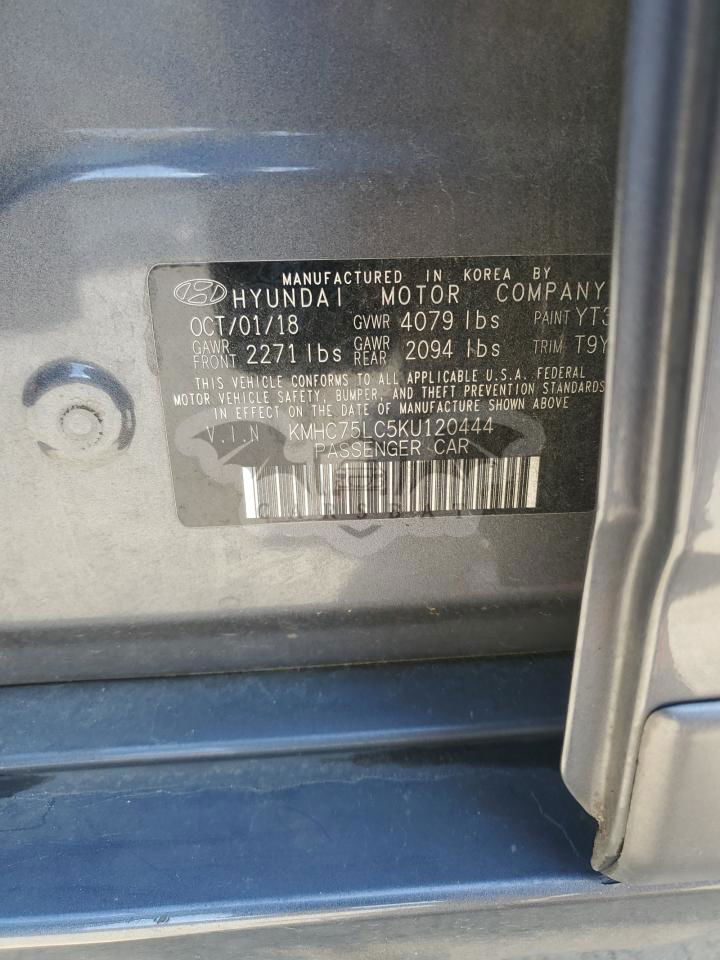 MANUFACTURED IN KOREA BY
HYUNDAI MOTOR COMPANY
OCT/01/18 GVWR 4079 lbs PAINT YT3
GAWR FRONT 2271 lbs GAWR REAR 2094 lbs TRIM T9Y
THIS VEHICLE CONFORMS TO ALL APPLICABLE U.S.A. FEDERAL
MOTOR VEHICLE SAFETY, BUMPER, AND THEFT PREVENTION STANDARDS
IN EFFECT ON THE DATE OF MANUFACTURE SHOWN ABOVE
V.I.N KMHC75LC5KU120444
PASSENGER CAR
CARSBAT